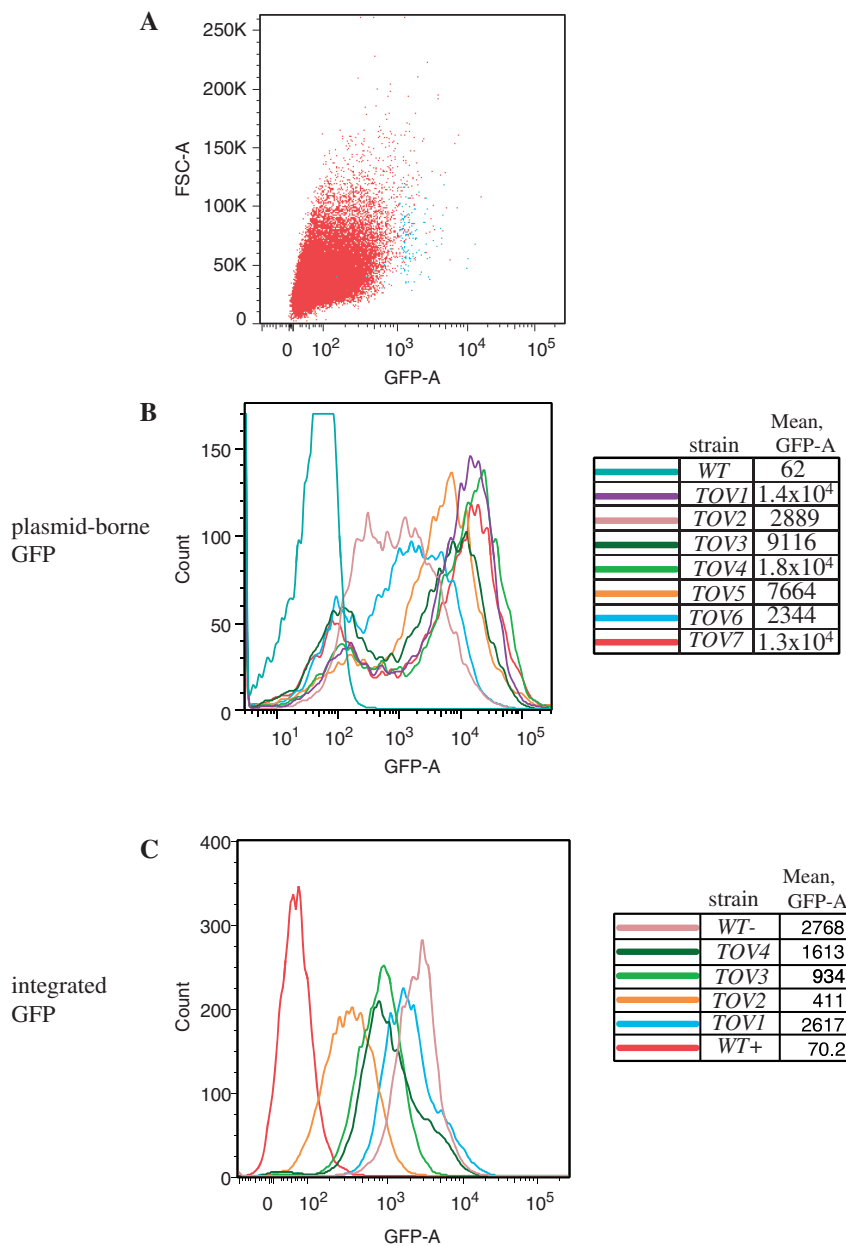 A
250K
200K
150K
100K
50K
0
FSC-A
0 10² 10³ 10⁴ 10⁵
GFP-A
B
plasmid-borne
GFP
150
100
50
0
Count
10¹ 10² 10³ 10⁴ 10⁵
GFP-A
strain Mean, GFP-A
WT 62
TOV1 1.4x10⁴
TOV2 2889
TOV3 9116
TOV4 1.8x10⁴
TOV5 7664
TOV6 2344
TOV7 1.3x10⁴
C
integrated
GFP
400
300
200
100
0
Count
0 10² 10³ 10⁴ 10⁵
GFP-A
strain Mean, GFP-A
WT- 2768
TOV4 1613
TOV3 934
TOV2 411
TOV1 2617
WT+ 70.2